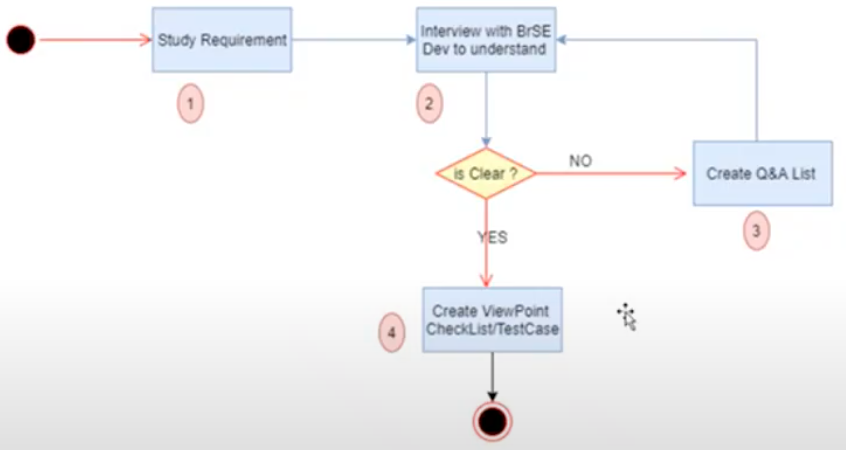 Study Requirement
Interview with BrSE
Dev to understand
1
2
is Clear ?
NO
Create Q&A List
3
YES
Create ViewPoint
CheckList/TestCase
4